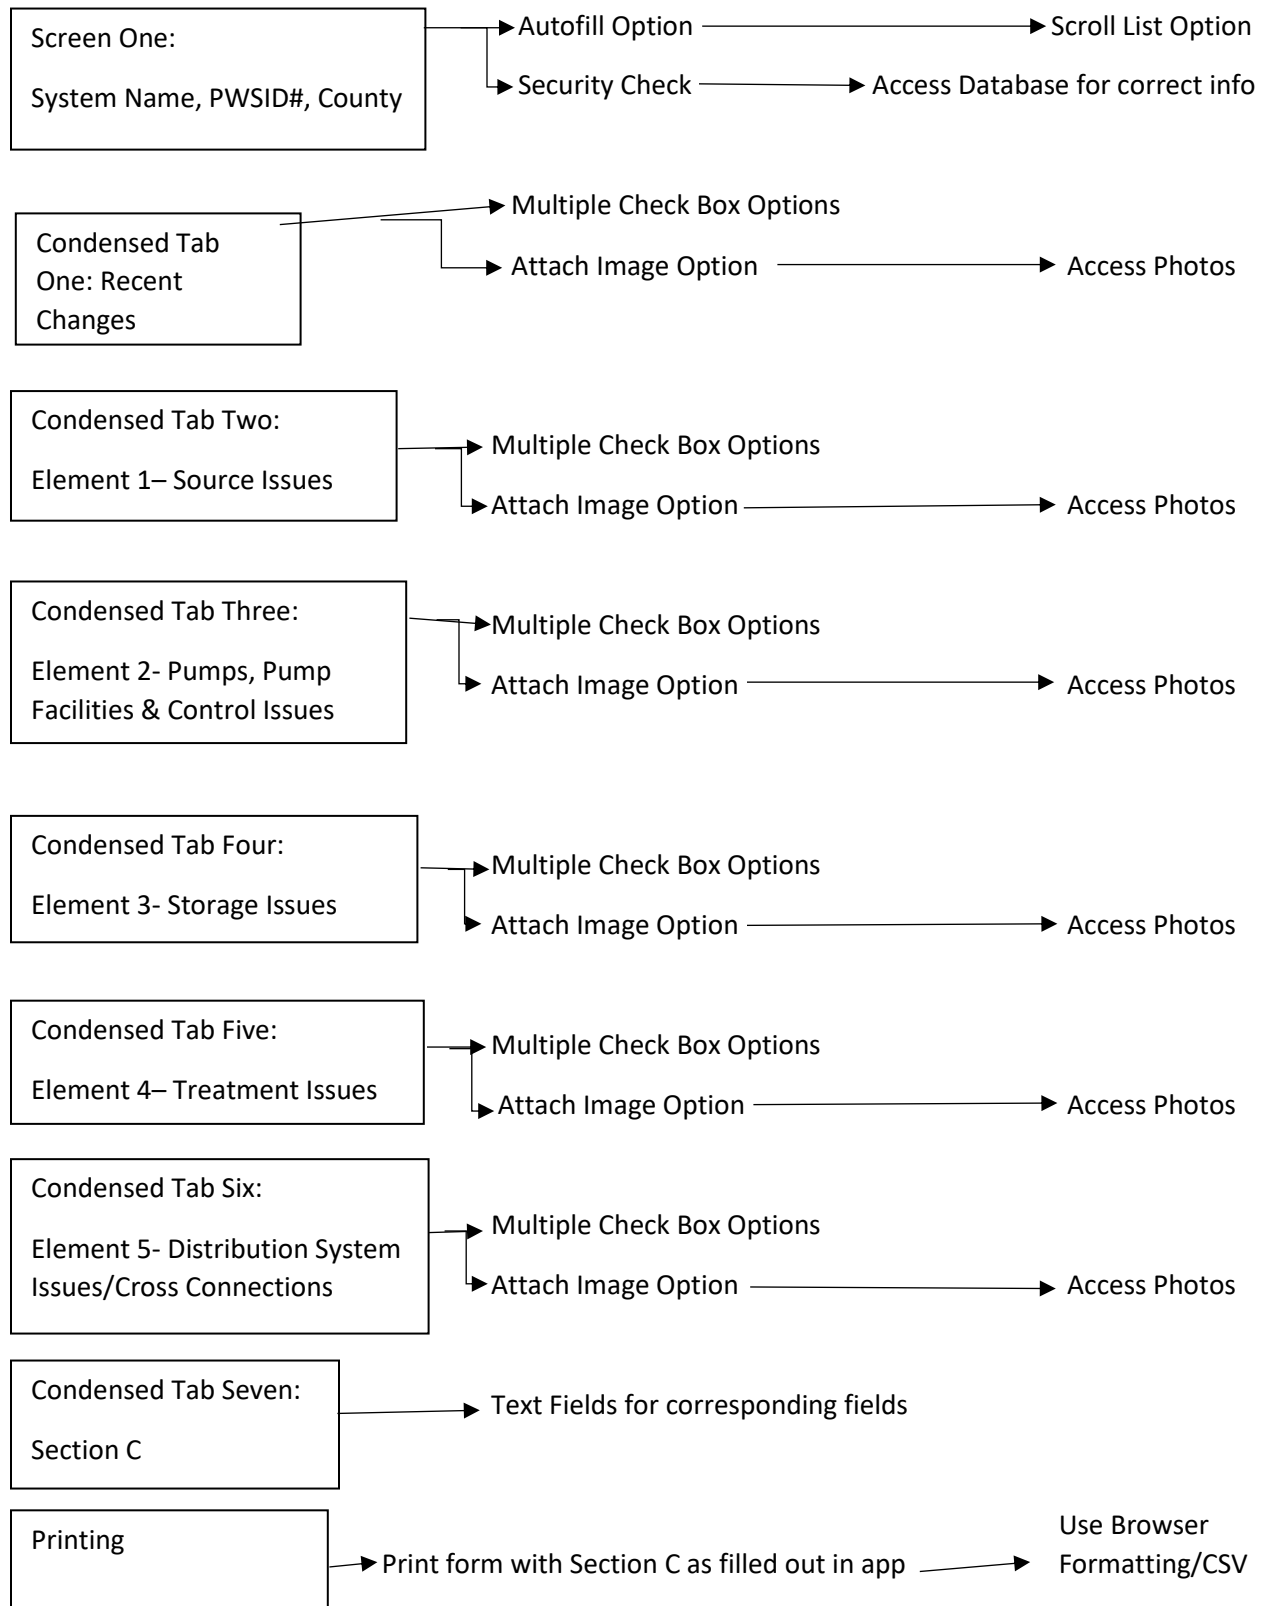 Screen One:
System Name, PWSID#, County
Autofill Option
Scroll List Option
Security Check
Access Database for correct info
Condensed Tab
One: Recent
Changes
Multiple Check Box Options
Attach Image Option
Access Photos
Condensed Tab Two:
Element 1– Source Issues
Multiple Check Box Options
Attach Image Option
Access Photos
Condensed Tab Three:
Element 2- Pumps, Pump
Facilities & Control Issues
Multiple Check Box Options
Attach Image Option
Access Photos
Condensed Tab Four:
Element 3- Storage Issues
Multiple Check Box Options
Attach Image Option
Access Photos
Condensed Tab Five:
Element 4– Treatment Issues
Multiple Check Box Options
Attach Image Option
Access Photos
Condensed Tab Six:
Element 5- Distribution System
Issues/Cross Connections
Multiple Check Box Options
Attach Image Option
Access Photos
Condensed Tab Seven:
Section C
Text Fields for corresponding fields
Printing
Print form with Section C as filled out in app
Use Browser
Formatting/CSV